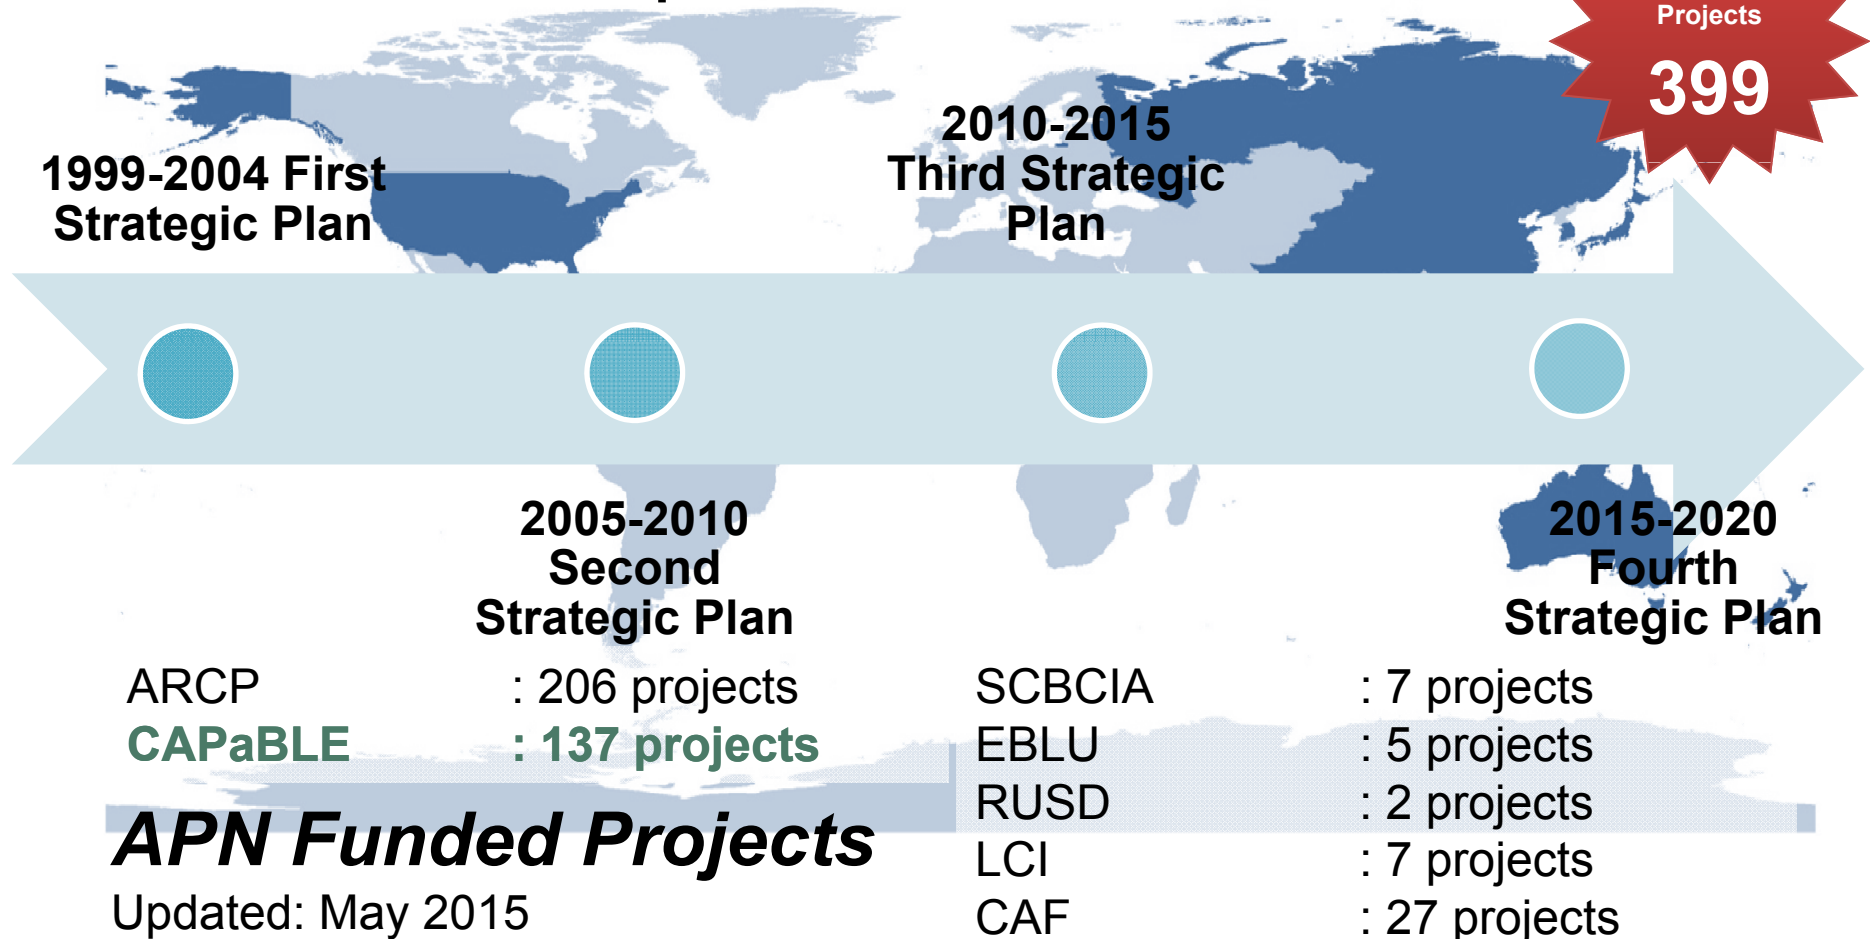 Projects
399
1999-2004 First
Strategic Plan
2010-2015
Third Strategic
Plan
2005-2010
Second
Strategic Plan
2015-2020
Fourth
Strategic Plan
ARCP : 206 projects
CAPaBLE : 137 projects
APN Funded Projects
Updated: May 2015
SCBCIA : 7 projects
EBLU : 5 projects
RUSD : 2 projects
LCI : 7 projects
CAF : 27 projects